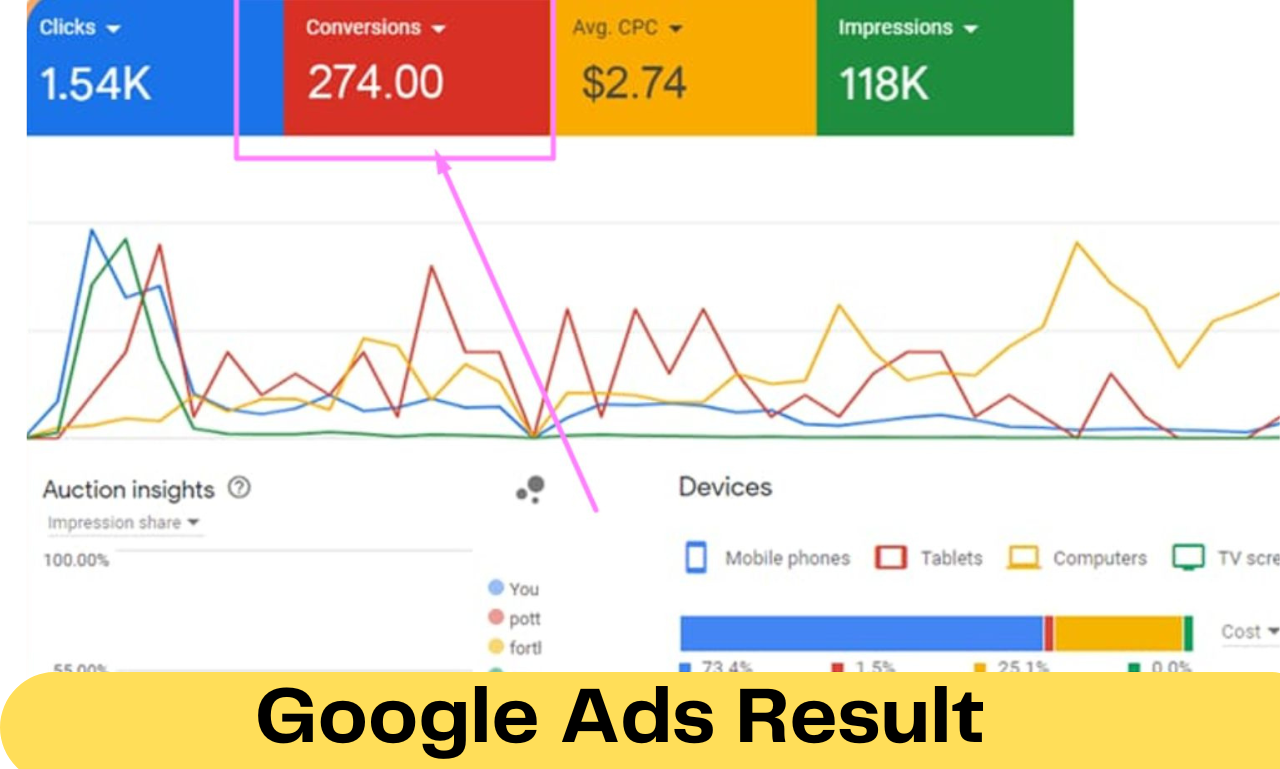 Clicks Conversions Avg. CPC Impressions
1.54K 274.00 $2.74 118K
Auction insights
Impression share
100.00%
You
pott
fortl
55.00%
Devices
Mobile phones Tablets Computers TV scre
Cost
73.4% 1.5% 25.1% 0.0%
Google Ads Result